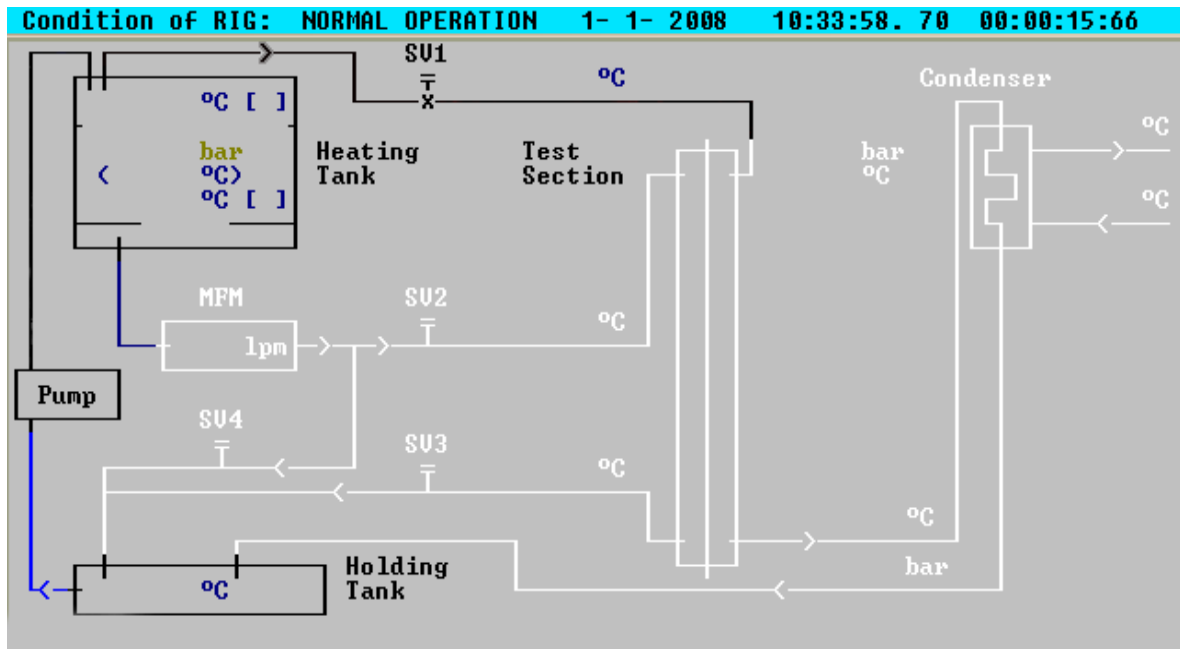 Condition of RIG: NORMAL OPERATION 1- 1- 2008 10:33:58. 70 00:00:15:66
SV1
ºC
Condenser
ºC [ ]
bar
< ºC>
ºC [ ]
Heating
Tank
Test
Section
bar
ºC
ºC
ºC
MFM
lpm
SV2
ºC
Pump
SV4
SV3
ºC
ºC
bar
Holding
Tank
ºC